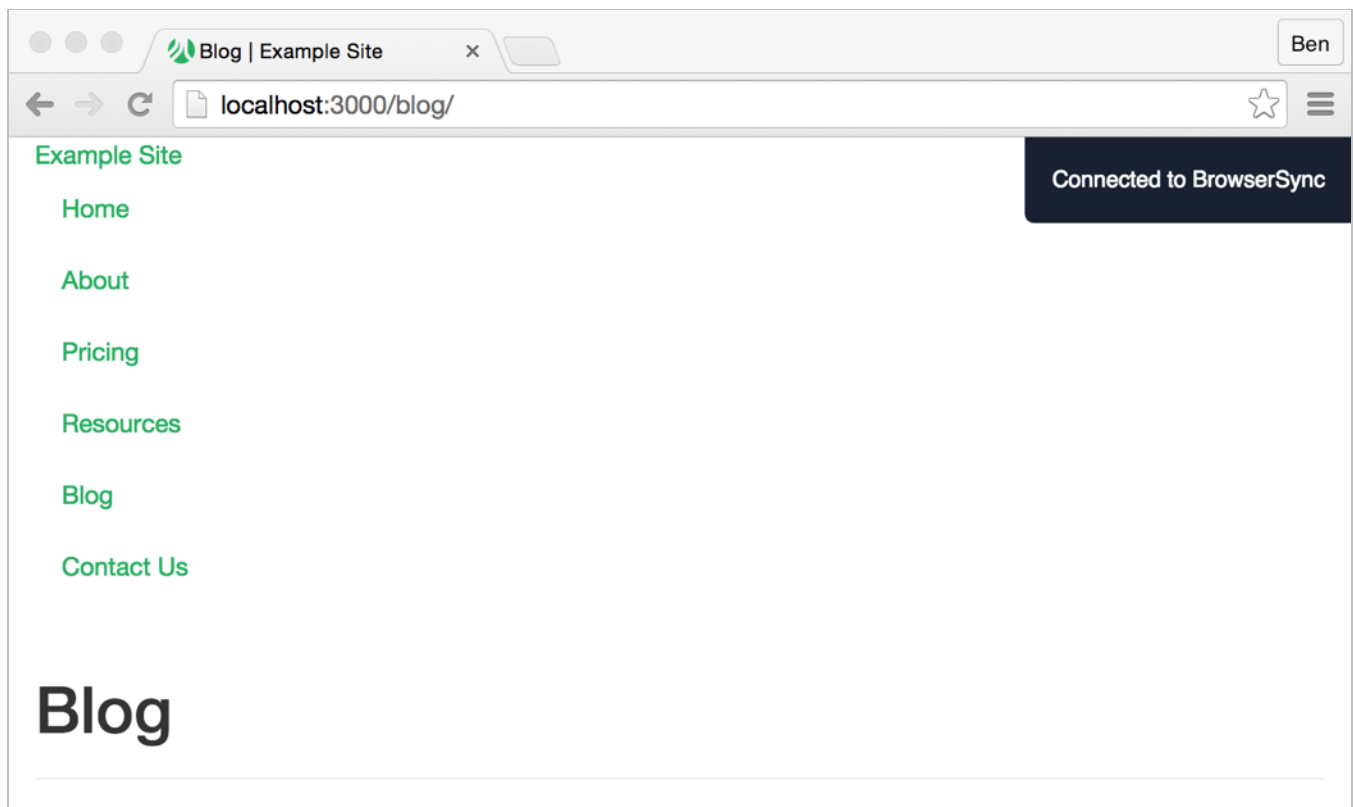 Blog | Example Site
Ben
localhost:3000/blog/
Example Site
Connected to BrowserSync
Home
About
Pricing
Resources
Blog
Contact Us
Blog